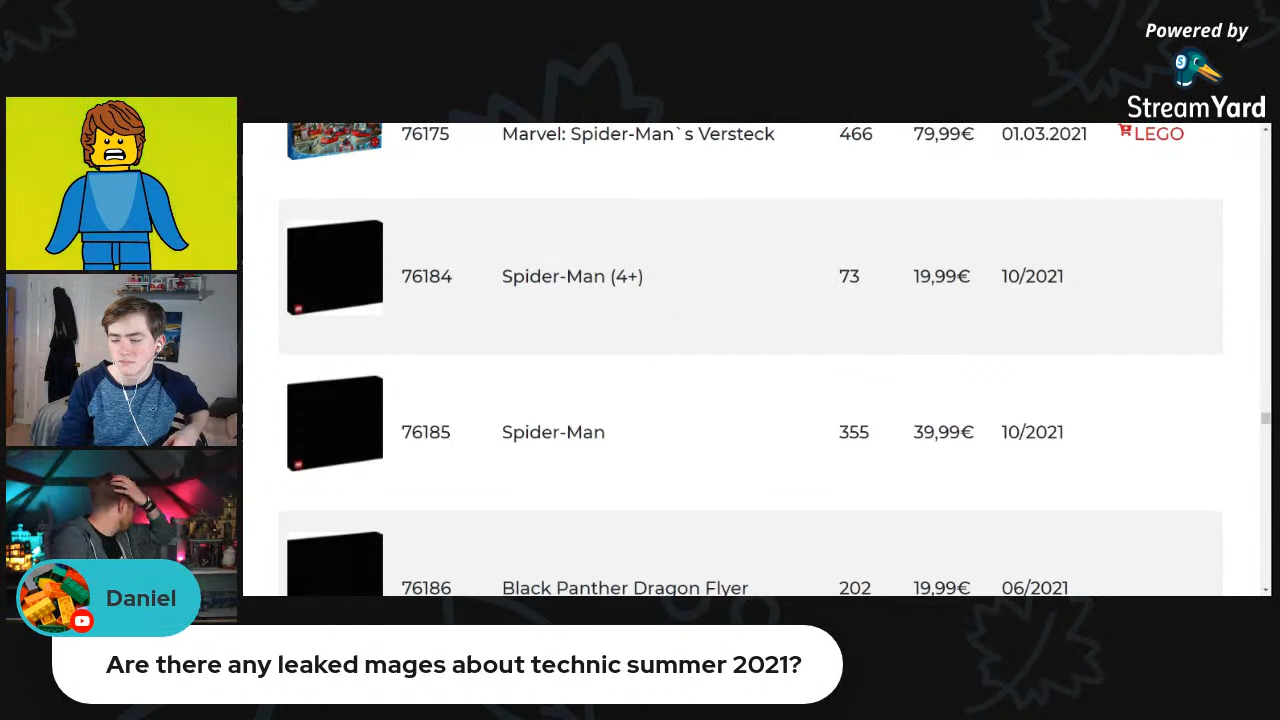 Powered by
StreamYard
76175 Marvel: Spider-Man`s Versteck 466 79,99€ 01.03.2021 LEGO
76184 Spider-Man (4+) 73 19,99€ 10/2021
76185 Spider-Man 355 39,99€ 10/2021
76186 Black Panther Dragon Flyer 202 19,99€ 06/2021
Daniel
Are there any leaked mages about technic summer 2021?